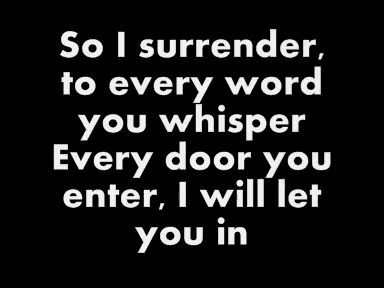 So I surrender,
to every word
you whisper
Every door you
enter, I will let
you in